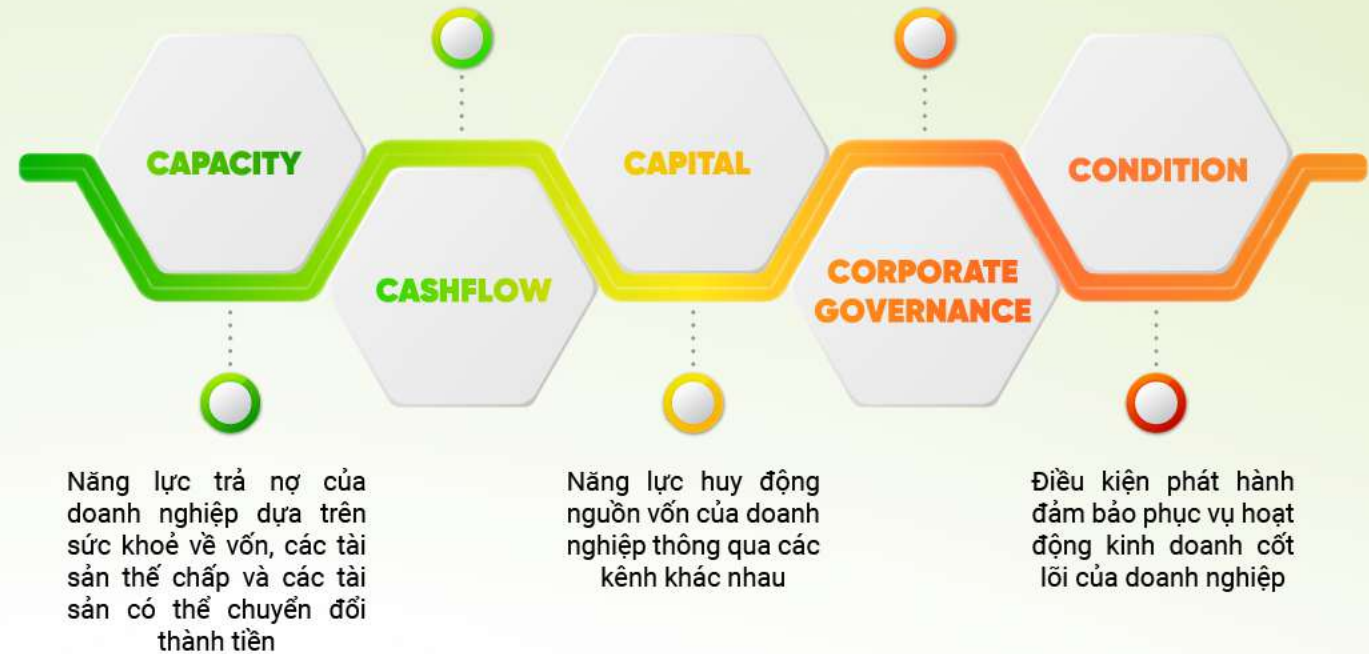 CAPACITY
CASHFLOW
CAPITAL
CORPORATE
GOVERNANCE
CONDITION
Năng lực trả nợ của
doanh nghiệp dựa trên
sức khoẻ về vốn, các tài
sản thế chấp và các tài
sản có thể chuyển đổi
thành tiền
Năng lực huy động
nguồn vốn của doanh
nghiệp thông qua các
kênh khác nhau
Điều kiện phát hành
đảm bảo phục vụ hoạt
động kinh doanh cốt
lõi của doanh nghiệp